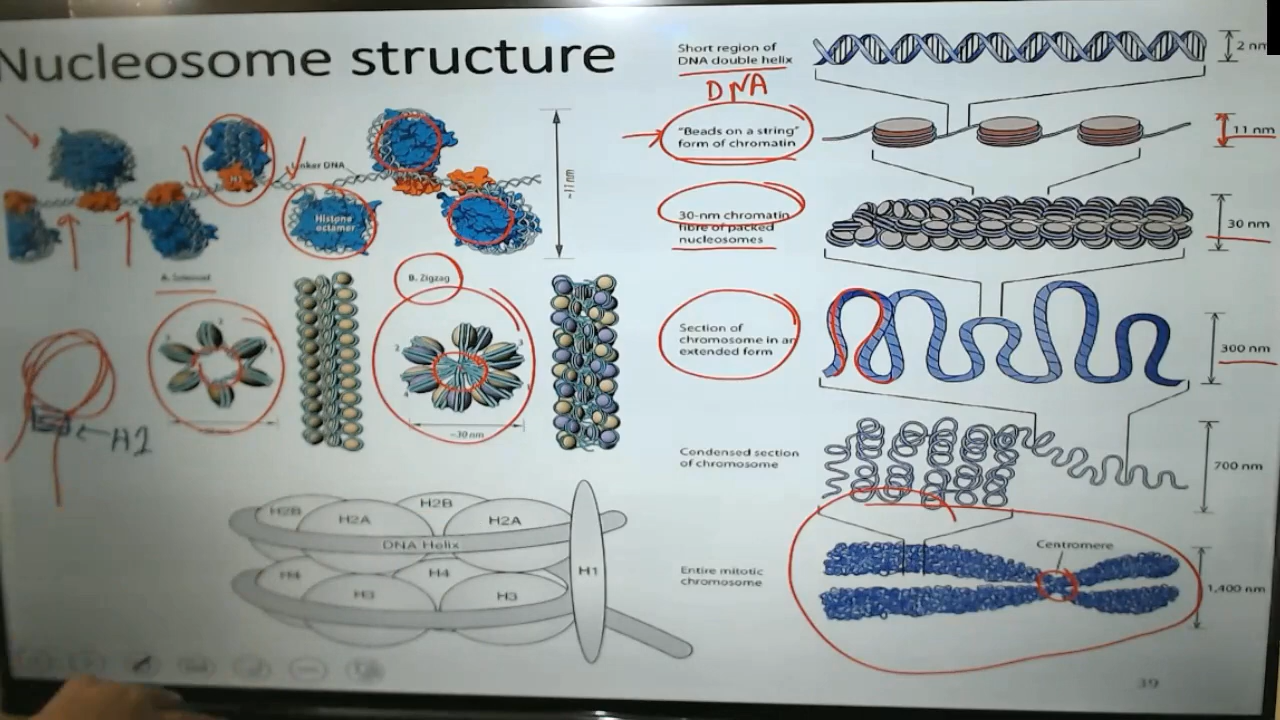 Nucleosome structure
Short region of
DNA double helix
2 nm
DNA
"Beads on a string"
form of chromatin
11 nm
Linker DNA
H1
Histone
octamer
~11 nm
30-nm chromatin
fibre of packed
nucleosomes
30 nm
A. Solenoid
B. Zigzag
~30 nm
Section of
chromosome in an
extended form
300 nm
Condensed section
of chromosome
700 nm
H2B
H2A
H2B
H2A
DNA Helix
H4
H4
H3
H3
H1
Centromere
Entire mitotic
chromosome
1,400 nm
39